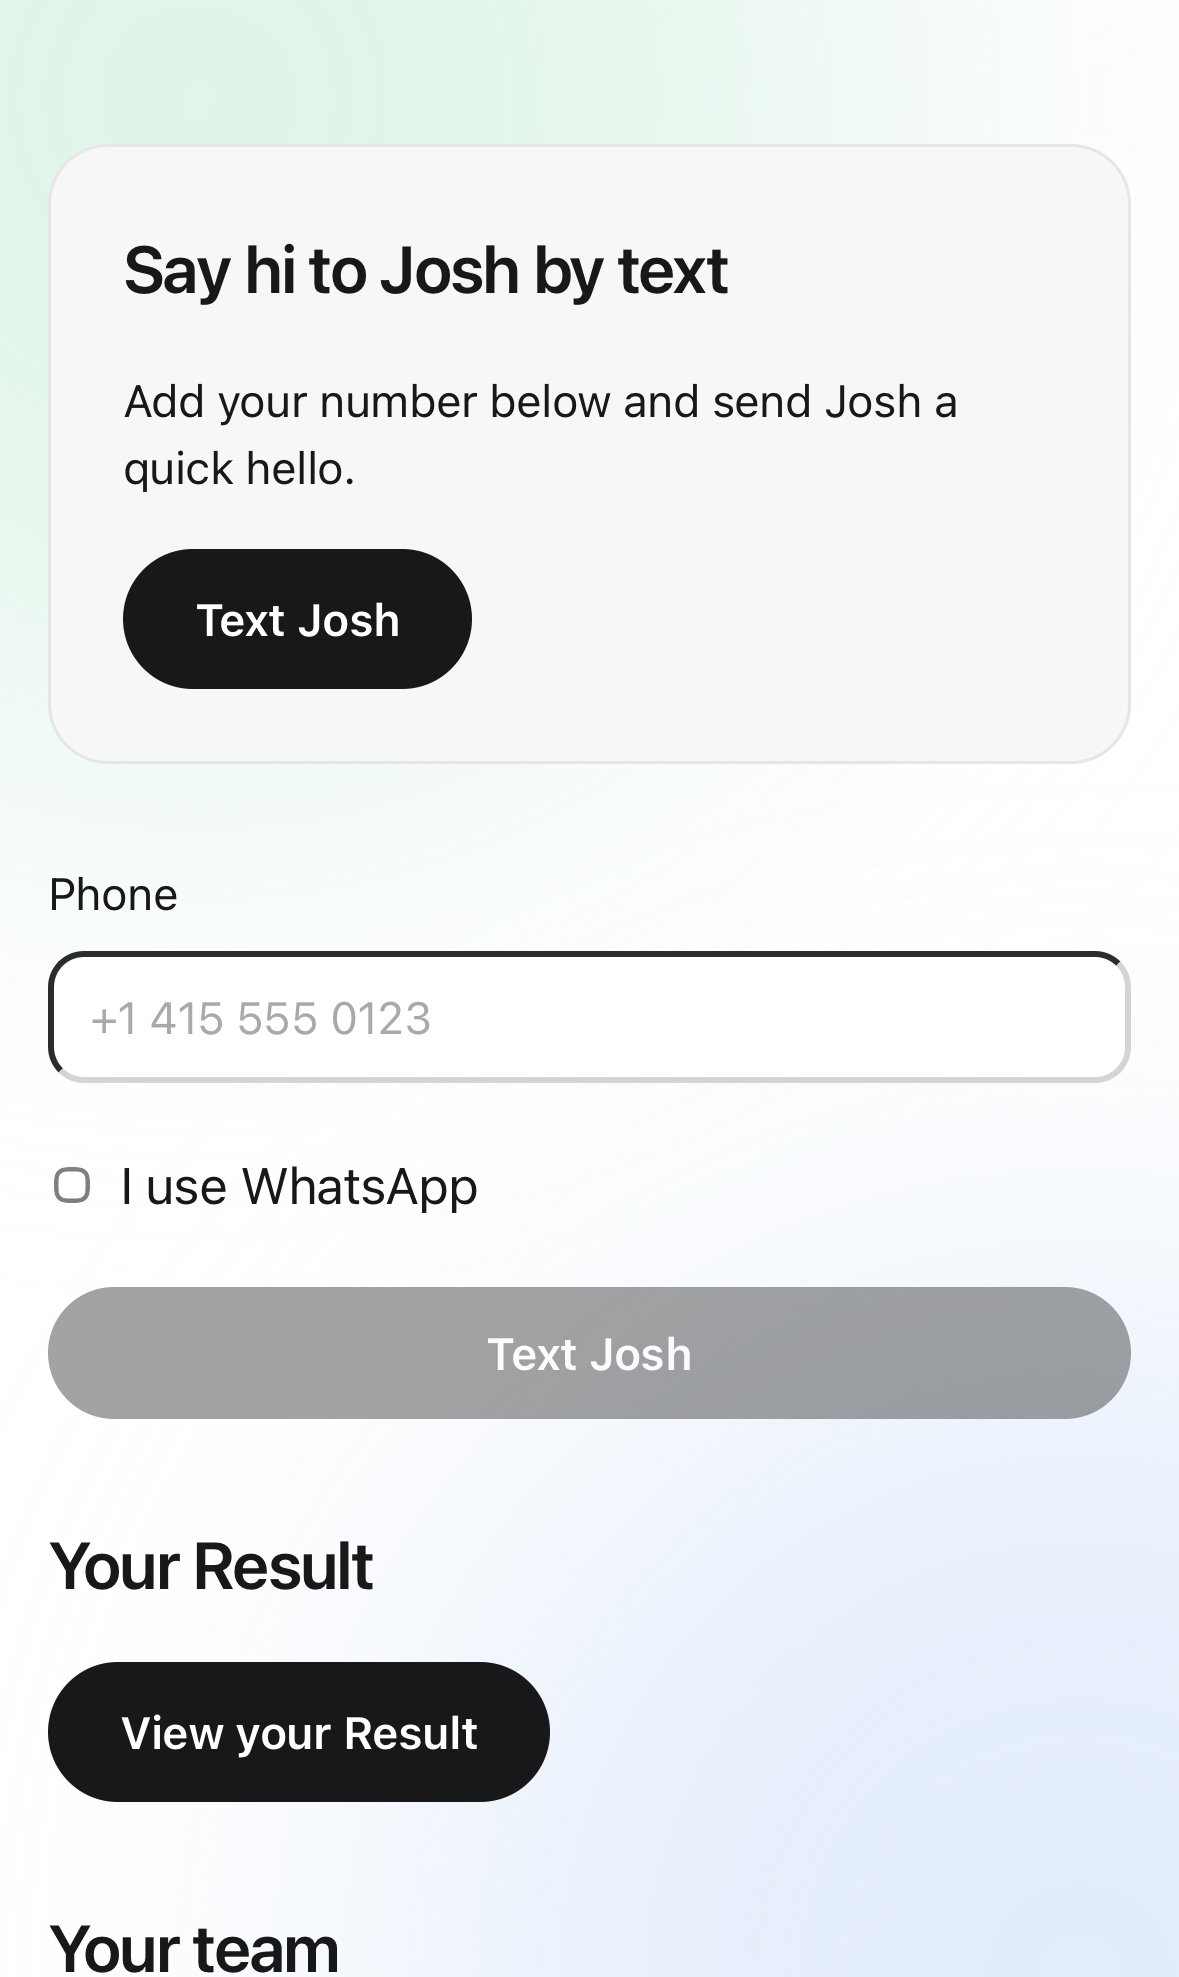 Say hi to Josh by text
Add your number below and send Josh a
quick hello.
Text Josh
Phone
+1 415 555 0123
I use WhatsApp
Text Josh
Your Result
View your Result
Your team